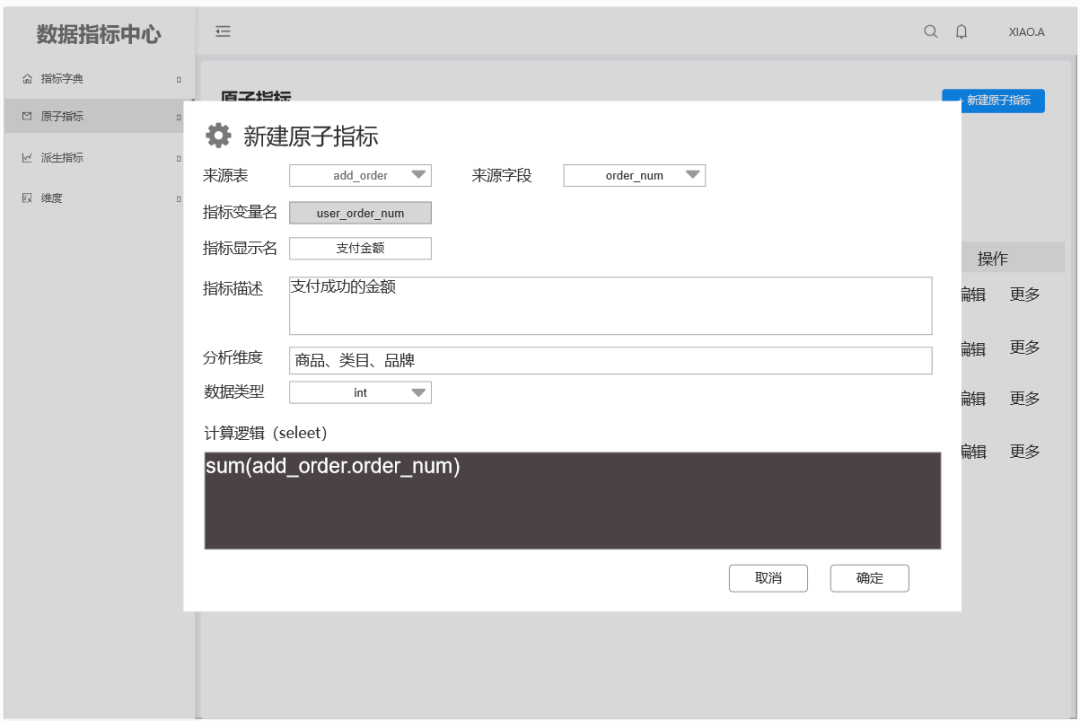 数据指标中心
XIAO.A
指标字典
原子指标
派生指标
维度
原子指标
+ 新建原子指标
新建原子指标
来源表 add_order 来源字段 order_num
指标变量名 user_order_num
指标显示名 支付金额
指标描述 支付成功的金额
分析维度 商品、类目、品牌
数据类型 int
计算逻辑（seleet）
sum(add_order.order_num)
取消 确定
操作
编辑 更多
编辑 更多
编辑 更多
编辑 更多